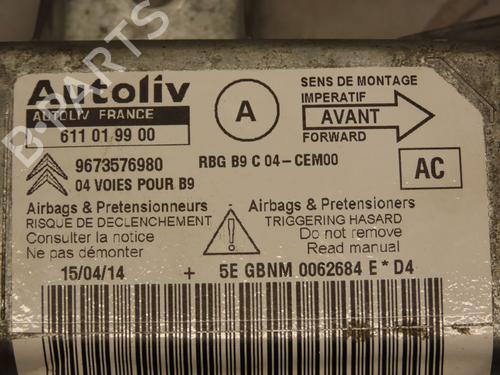 Autoliv
AUTOLIV FRANCE
611 01 99 00
9673576980
04 VOIES POUR B9
A
SENS DE MONTAGE
IMPERATIF
AVANT
FORWARD
RBG B9 C 04-CEM00
AC
Airbags & Pretensionneurs
RISQUE DE DECLENCHEMENT
Consulter la notice
Ne pas démonter
Airbags & Pretensioners
TRIGGERING HASARD
Do not remove
Read manual
15/04/14 + 5E GBNM 0062684 E * D4
B-PARTS